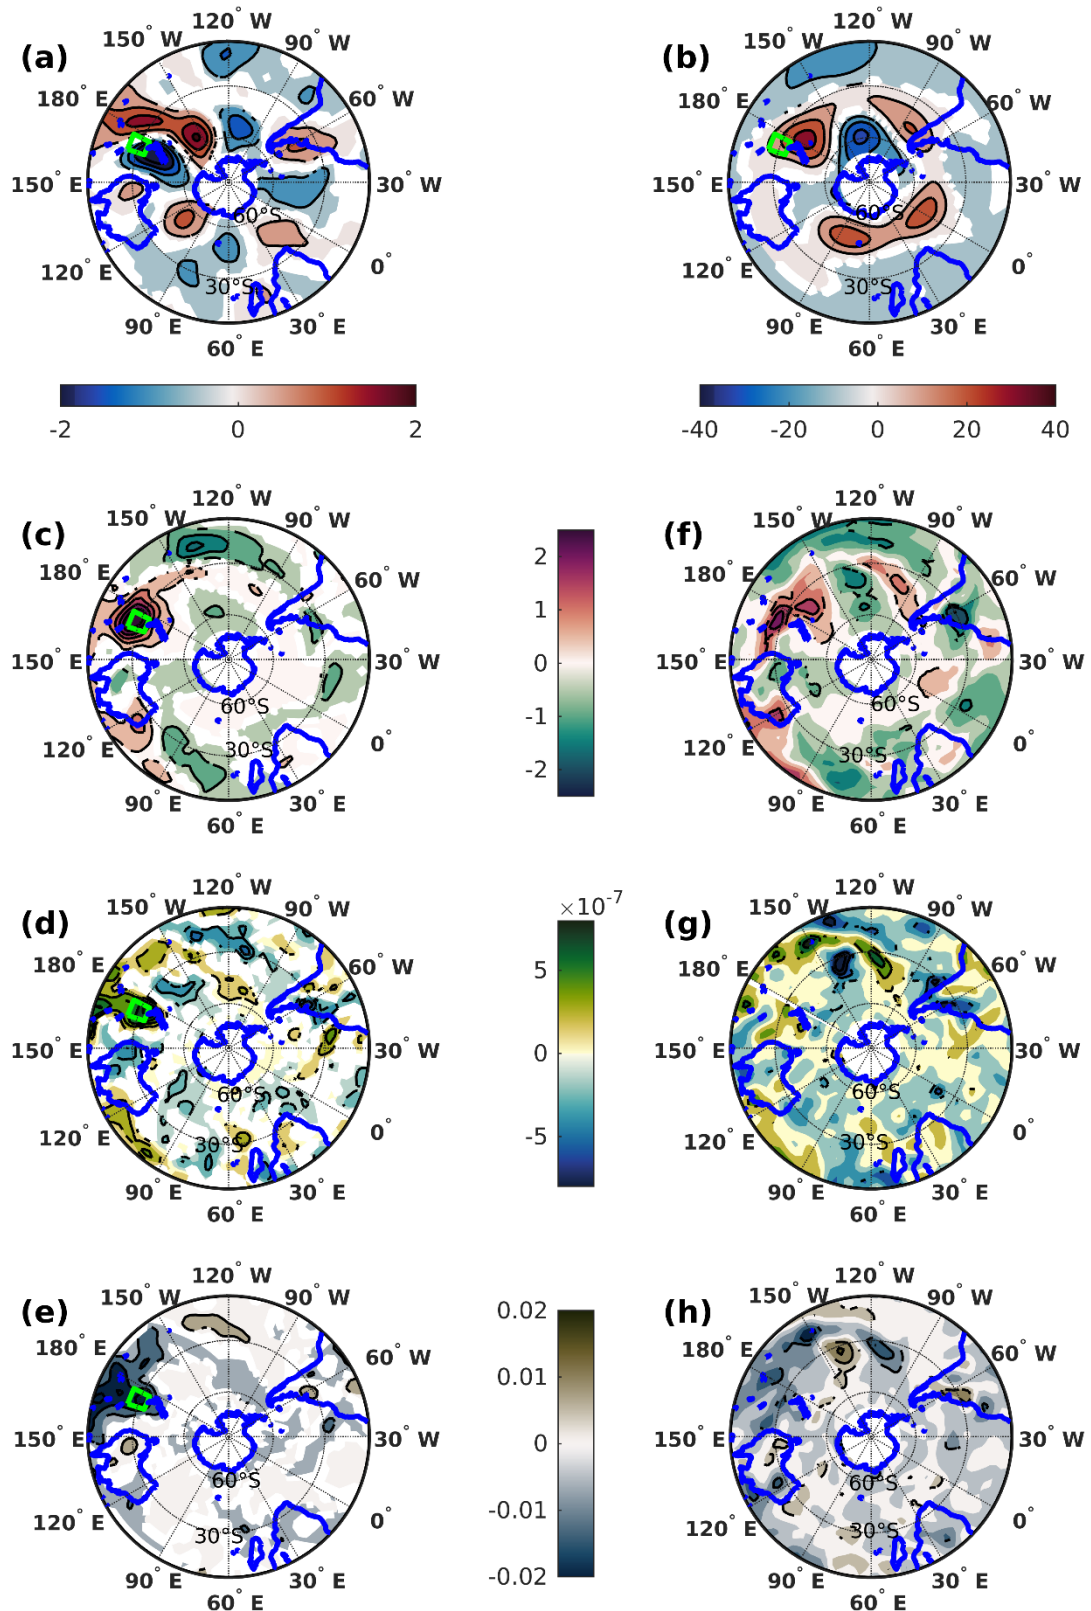 (a)
120° W
150° W
90° W
180° E
60° W
150° E
30° W
60°S
120° E
0°
30°S
90° E
30° E
60° E
(b)
120° W
150° W
90° W
180° E
60° W
150° E
30° W
60°S
120° E
0°
30°S
90° E
30° E
60° E
-2
0
2
-40
-20
0
20
40
(c)
120° W
150° W
90° W
180° E
60° W
150° E
30° W
60°S
120° E
0°
30°S
90° E
30° E
60° E
2
1
0
-1
-2
(f)
120° W
150° W
90° W
180° E
60° W
150° E
30° W
60°S
120° E
0°
30°S
90° E
30° E
60° E
(d)
120° W
150° W
90° W
180° E
60° W
150° E
30° W
60°S
120° E
0°
30°S
90° E
30° E
60° E
×10⁻⁷
5
0
-5
(g)
120° W
150° W
90° W
180° E
60° W
150° E
30° W
60°S
120° E
0°
30°S
90° E
30° E
60° E
(e)
120° W
150° W
90° W
180° E
60° W
150° E
30° W
60°S
120° E
0°
30°S
90° E
30° E
60° E
0.02
0.01
0
-0.01
-0.02
(h)
120° W
150° W
90° W
180° E
60° W
150° E
30° W
60°S
120° E
0°
30°S
90° E
30° E
60° E